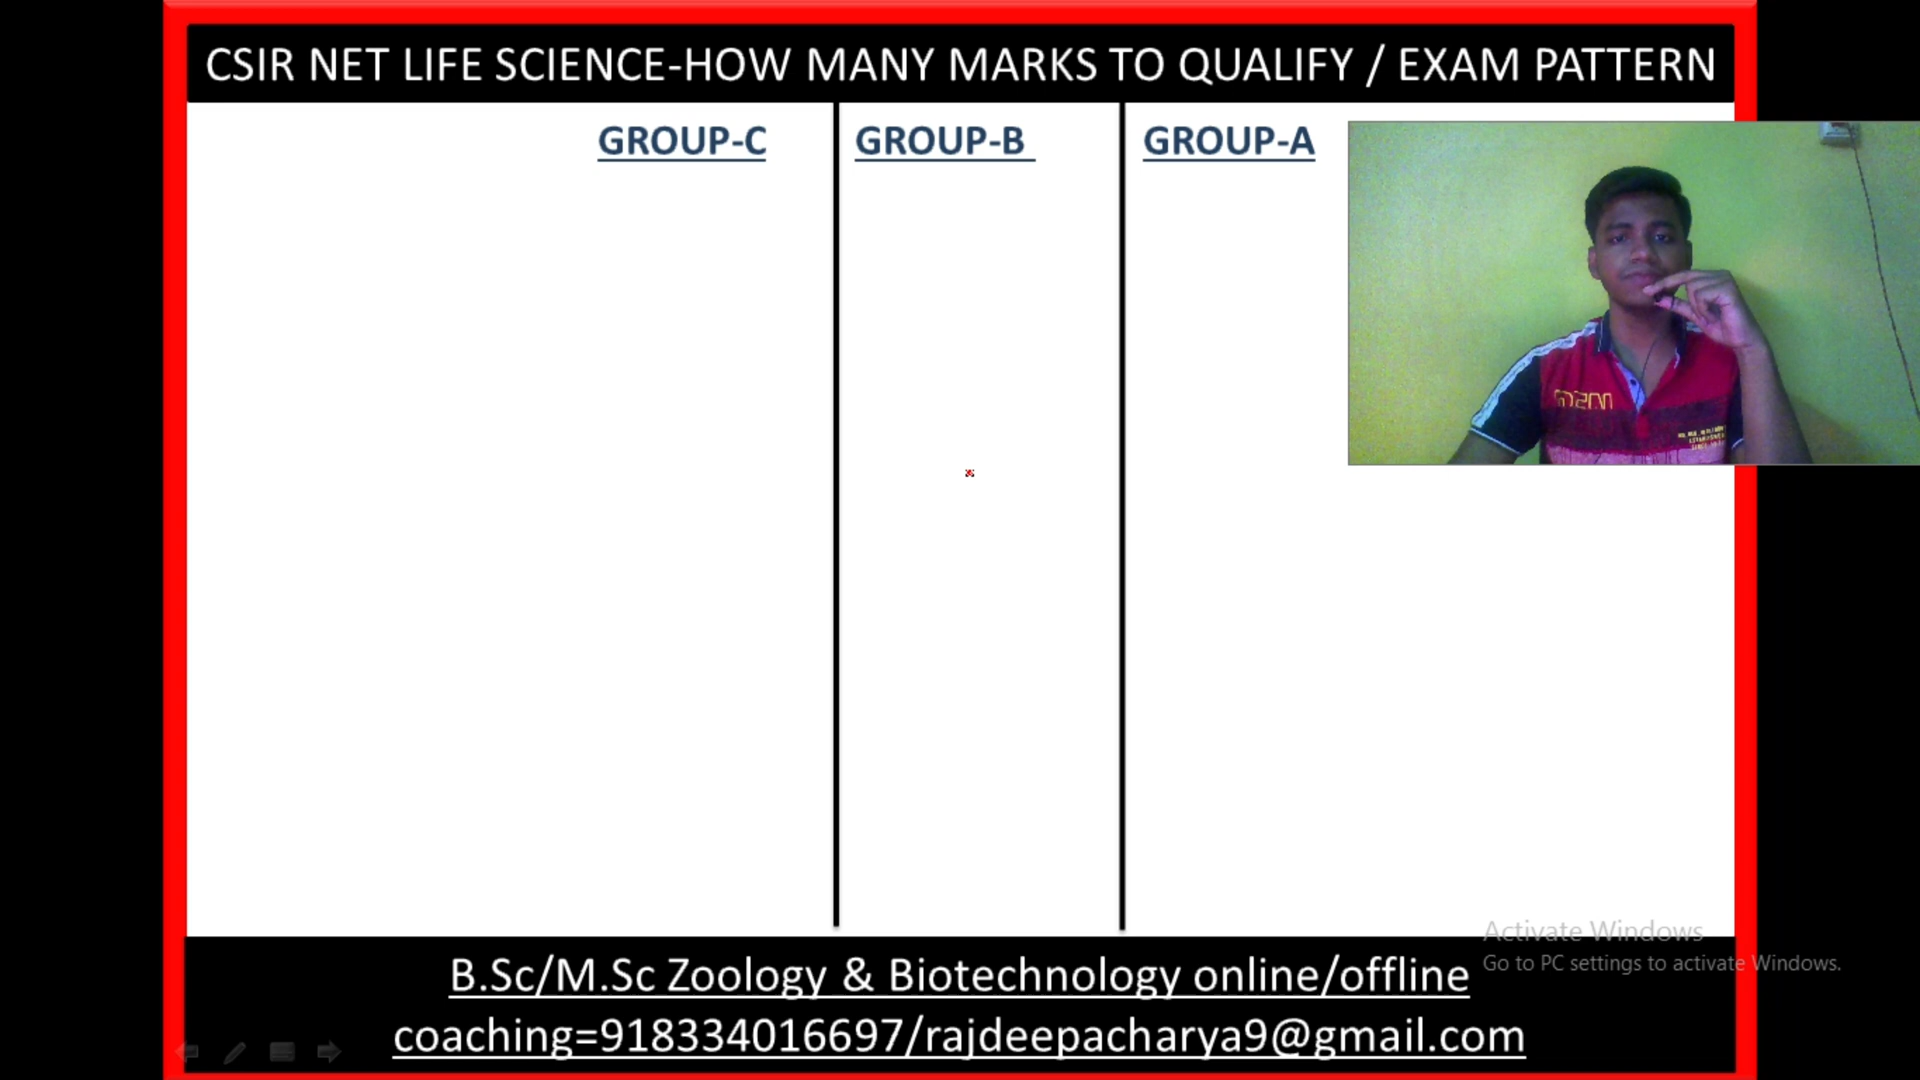 CSIR NET LIFE SCIENCE-HOW MANY MARKS TO QUALIFY / EXAM PATTERN
GROUP-C
GROUP-B
GROUP-A
Activate Windows
Go to PC settings to activate Windows.
B.Sc/M.Sc Zoology & Biotechnology online/offline
coaching=918334016697/rajdeepacharya9@gmail.com